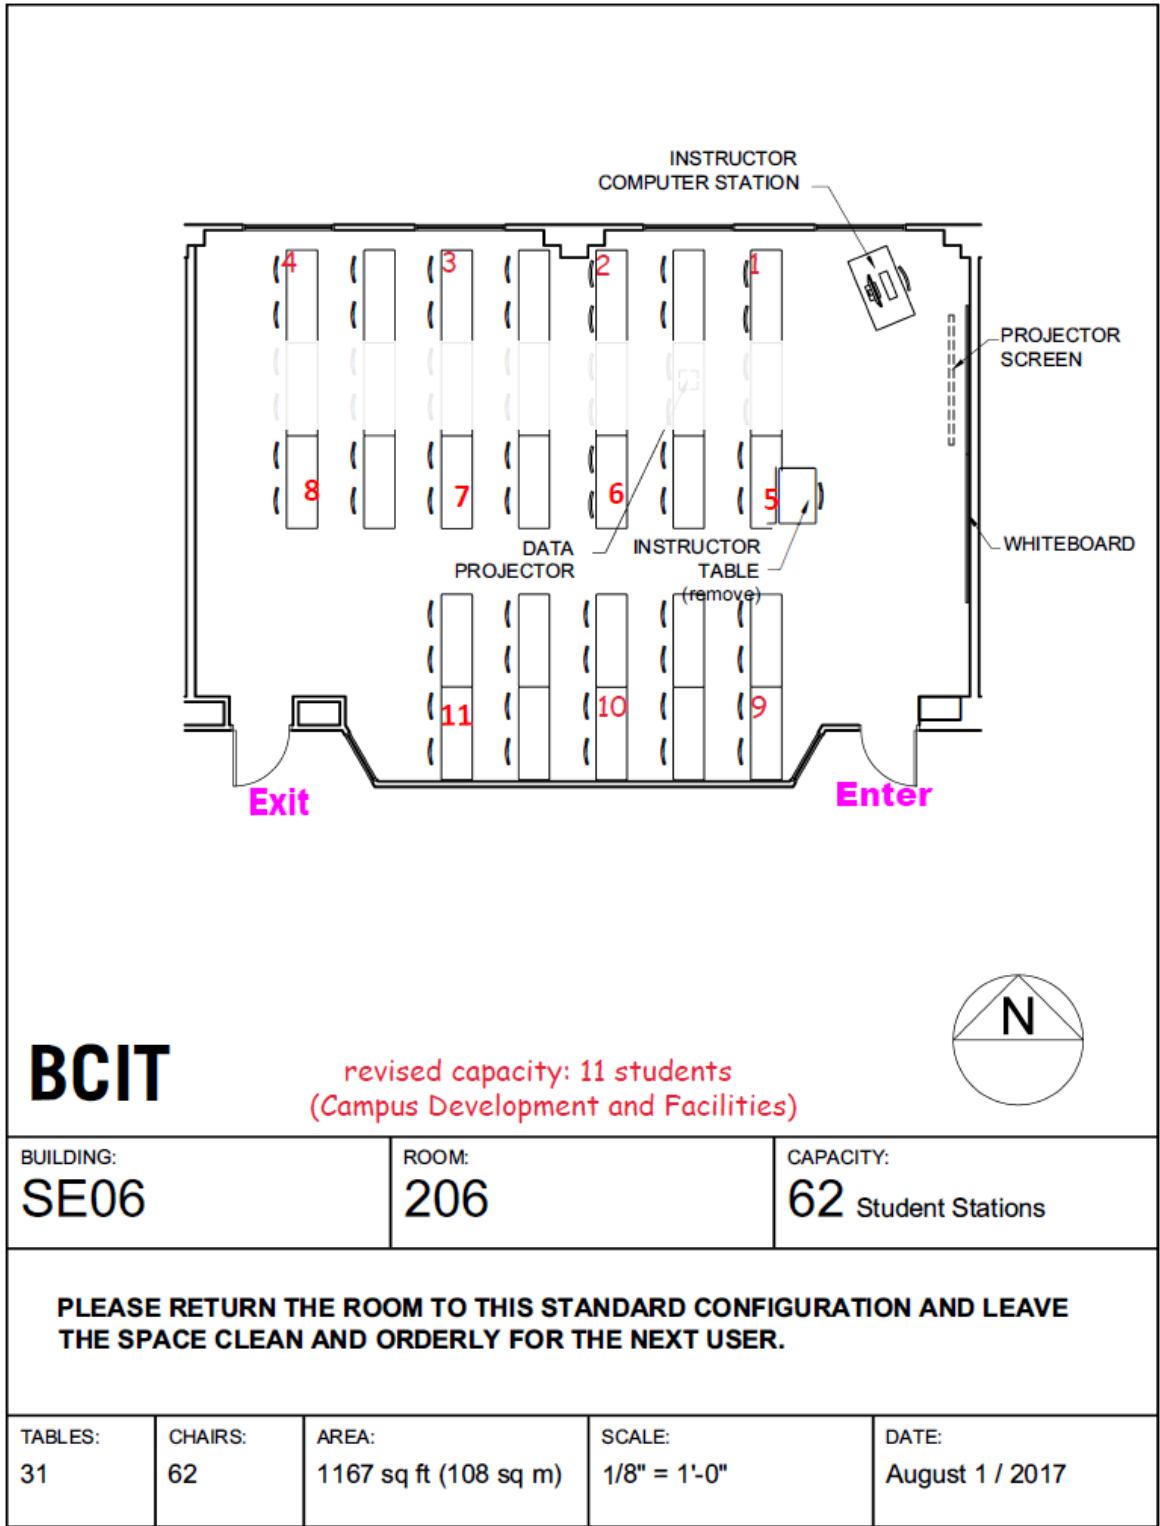 INSTRUCTOR
COMPUTER STATION
4
3
2
1
PROJECTOR
SCREEN
8
7
6
5
DATA
PROJECTOR
INSTRUCTOR
TABLE
(remove)
WHITEBOARD
11
10
9
Exit
Enter
N
BCIT
revised capacity: 11 students
(Campus Development and Facilities)
BUILDING:
SE06
ROOM:
206
CAPACITY:
62 Student Stations
PLEASE RETURN THE ROOM TO THIS STANDARD CONFIGURATION AND LEAVE
THE SPACE CLEAN AND ORDERLY FOR THE NEXT USER.
TABLES:
31
CHAIRS:
62
AREA:
1167 sq ft (108 sq m)
SCALE:
1/8" = 1'-0"
DATE:
August 1 / 2017